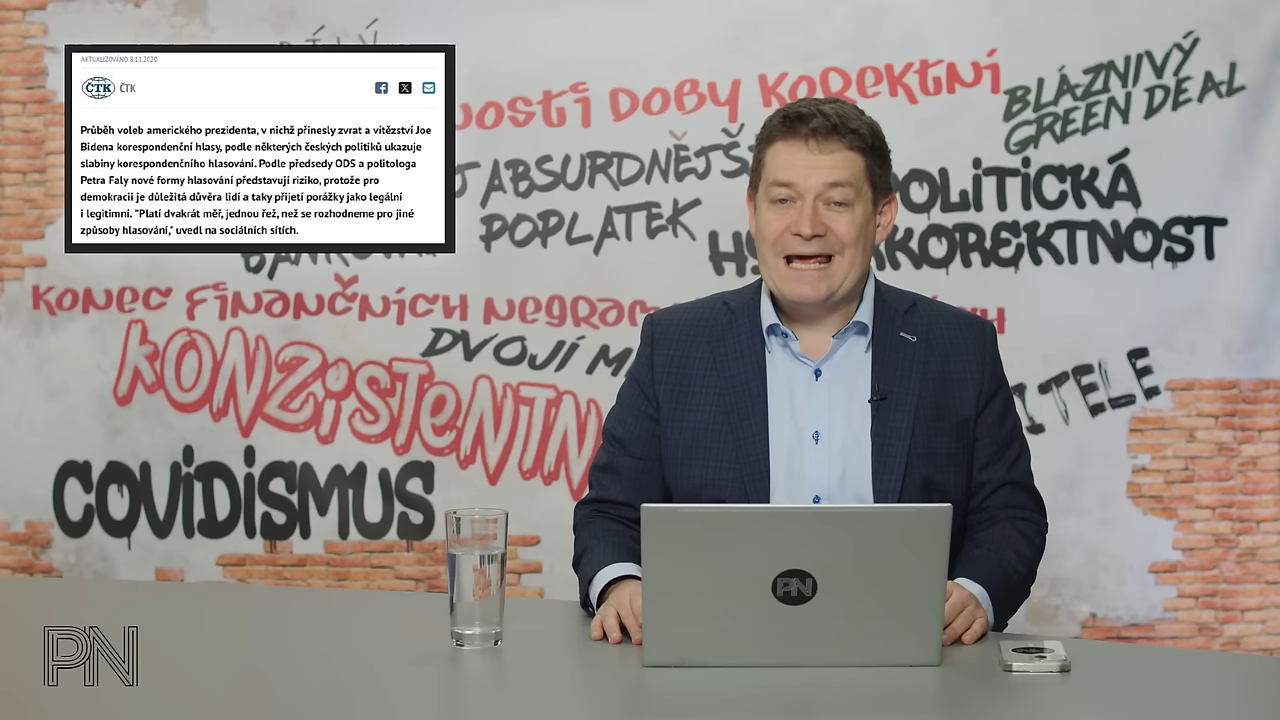 AKTUALIZOVÁNO 8.11.2020
ČTK ČTK
Průběh voleb amerického prezidenta, v nichž přinesly zvrat a vítězství Joe
Bidena korespondenční hlasy, podle některých českých politiků ukazuje
slabiny korespondenčního hlasování. Podle předsedy ODS a politologa
Petra Faly nové formy hlasování představují riziko, protože pro
demokracii je důležitá důvěra lidí a taky přijetí porážky jako legální
i legitimní. "Platí dvakrát měř, jednou řež, než se rozhodneme pro jiné
způsoby hlasování," uvedl na sociálních sítích.
DOBY KOREKTNÍ
BLÁZNIVÝ
GREEN DEAL
ABSURDNĚJŠ
POPLATEK
POLITICKÁ
KOREKTNOST
KONEC FINANČNÍCH
DVOJÍ
KONZISTENTN
COVIDISMUS
PN
PN